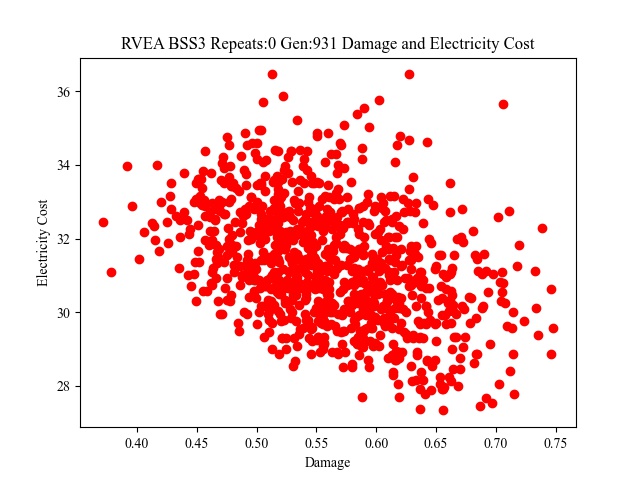 RVEA BSS3 Repeats:0 Gen:931 Damage and Electricity Cost
36
34
32
30
28
Electricity Cost
0.40 0.45 0.50 0.55 0.60 0.65 0.70 0.75
Damage